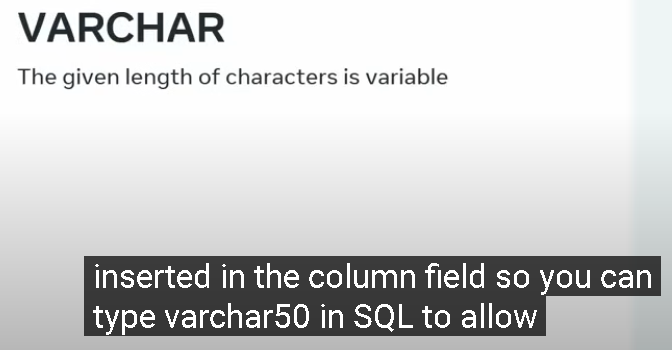 VARCHAR
The given length of characters is variable
inserted in the column field so you can
type varchar50 in SQL to allow